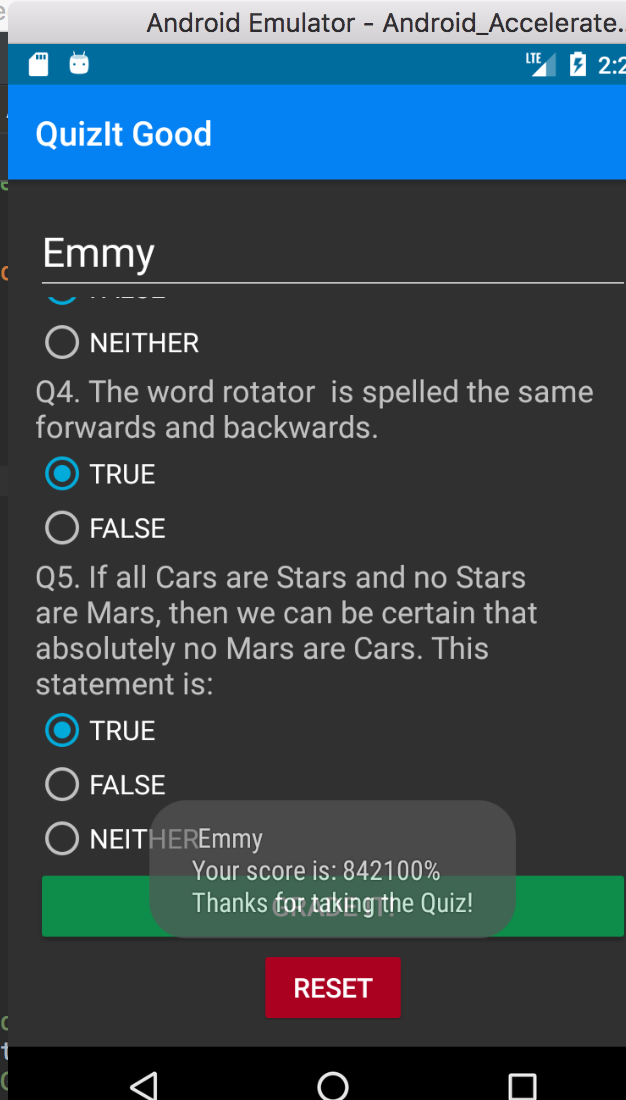 Android Emulator - Android_Accelerate..
LTE 2:2
QuizIt Good
Emmy
NEITHER
Q4. The word rotator  is spelled the same
forwards and backwards.
TRUE
FALSE
Q5. If all Cars are Stars and no Stars
are Mars, then we can be certain that
absolutely no Mars are Cars. This
statement is:
TRUE
FALSE
NEITHER
Emmy
Your score is: 842100%
Thanks for taking the Quiz!
GRADE IT!
RESET